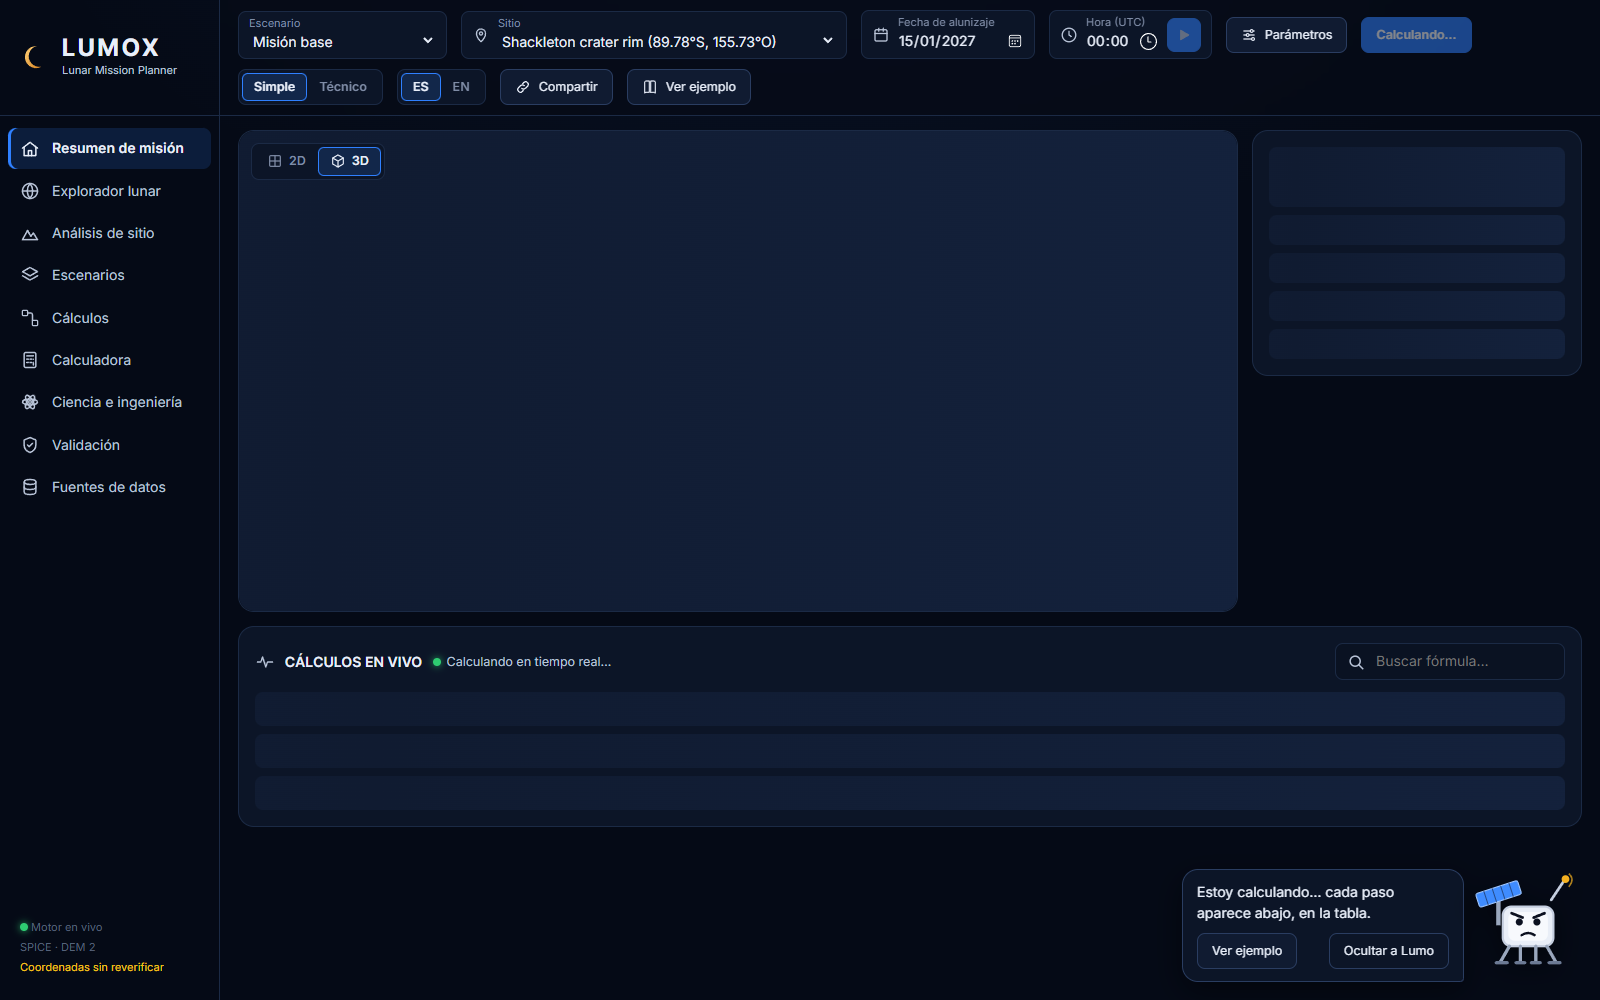 LUMOX
Lunar Mission Planner
Escenario
Misión base
Sitio
Shackleton crater rim (89.78°S, 155.73°O)
Fecha de alunizaje
15/01/2027
Hora (UTC)
00:00
Parámetros
Calculando...
Simple
Técnico
ES
EN
Compartir
Ver ejemplo
Resumen de misión
Explorador lunar
Análisis de sitio
Escenarios
Cálculos
Calculadora
Ciencia e ingeniería
Validación
Fuentes de datos
2D
3D
CÁLCULOS EN VIVO
Calculando en tiempo real...
Buscar fórmula...
Estoy calculando... cada paso
aparece abajo, en la tabla.
Ver ejemplo
Ocultar a Lumo
Motor en vivo
SPICE · DEM 2
Coordenadas sin reverificar